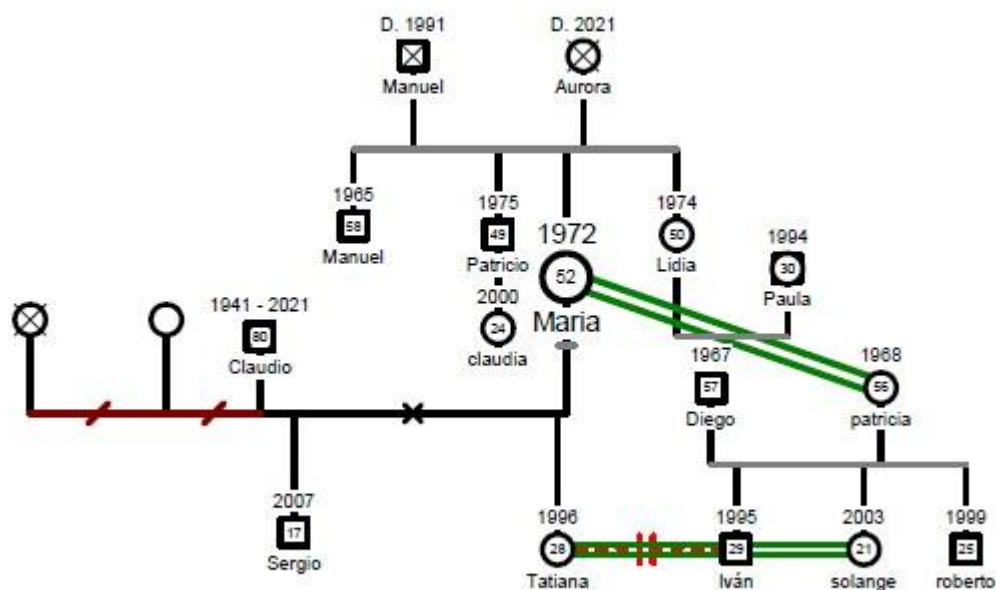 D. 1991
D. 2021
Manuel
Aurora
1965
58
Manuel
1975
49
Patricio
2000
24
claudia
1972
52
Maria
1974
50
Lidia
1994
30
Paula
1941 - 2021
80
Claudio
1967
57
Diego
1968
56
patricia
2007
17
Sergio
1996
28
Tatiana
1995
29
Iván
2003
21
solange
1999
25
roberto